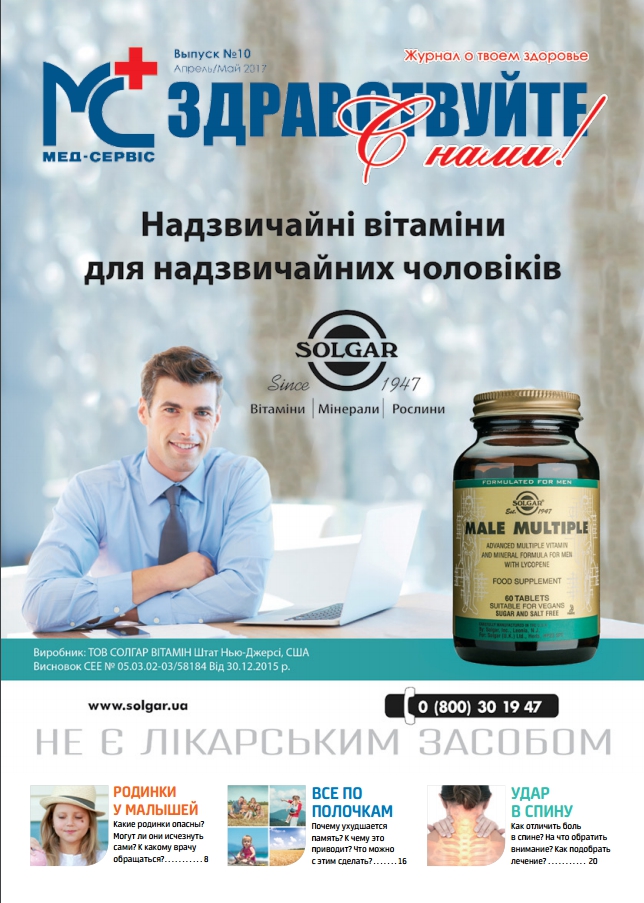 Выпуск №10
Апрель/Май 2017
Журнал о твоем здоровье
МС+
МЕД-СЕРВІС
ЗДРАВСТВУЙТЕ
С нами!
Надзвичайні вітаміни
для надзвичайних чоловіків
SOLGAR
Since 1947
Вітаміни | Мінерали | Рослини
FORMULATED FOR MEN
SOLGAR
Est. 1947
MALE MULTIPLE
ADVANCED MULTIPLE VITAMIN
AND MINERAL FORMULA FOR MEN
WITH LYCOPENE
FOOD SUPPLEMENT
60 TABLETS
SUITABLE FOR VEGANS
SUGAR AND SALT FREE
Виробник: ТОВ СОЛГАР ВІТАМІН Штат Нью-Джерсі, США
Висновок СЕЕ № 05.03.02-03/58184 Від 30.12.2015 р.
www.solgar.ua
0 (800) 30 19 47
НЕ Є ЛІКАРСЬКИМ ЗАСОБОМ
РОДИНКИ
У МАЛЫШЕЙ
Какие родинки опасны?
Могут ли они исчезнуть
сами? К какому врачу
обращаться?...........8
ВСЕ ПО
ПОЛОЧКАМ
Почему ухудшается
память? К чему это
приводит? Что можно
с этим сделать?.......16
УДАР
В СПИНУ
Как отличить боль
в спине? На что обратить
внимание? Как подобрать
лечение? ........... 20